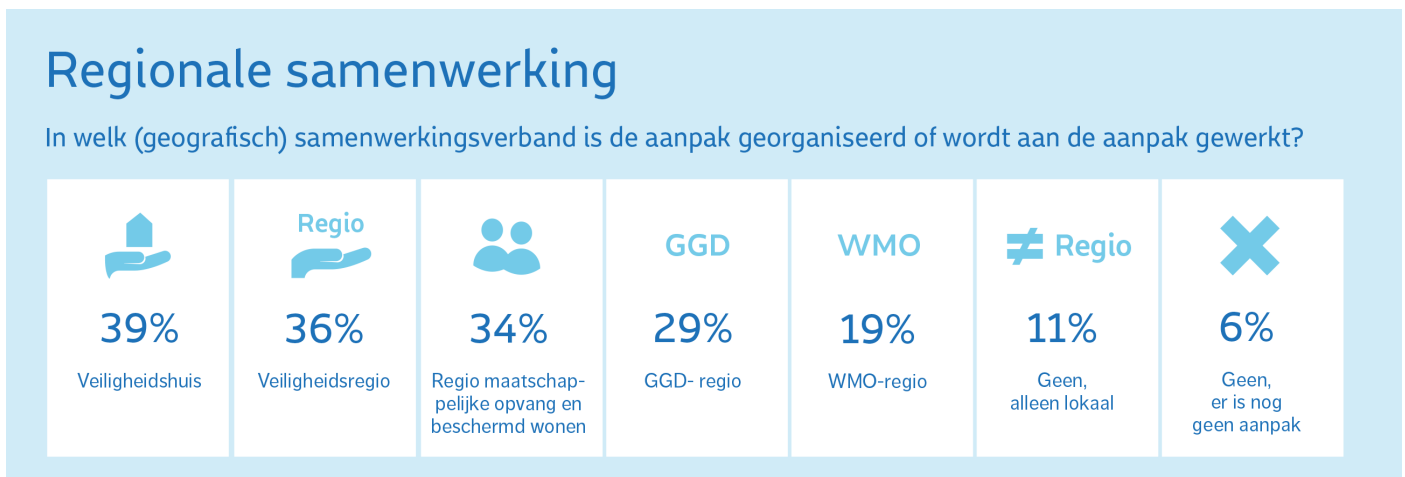 Regionale samenwerking
In welk (geografisch) samenwerkingsverband is de aanpak georganiseerd of wordt aan de aanpak gewerkt?
39%
Veiligheidshuis
Regio
36%
Veiligheidsregio
34%
Regio maatschap-
pelijke opvang en
beschermd wonen
GGD
29%
GGD- regio
WMO
19%
WMO-regio
≠ Regio
11%
Geen,
alleen lokaal
6%
Geen,
er is nog
geen aanpak